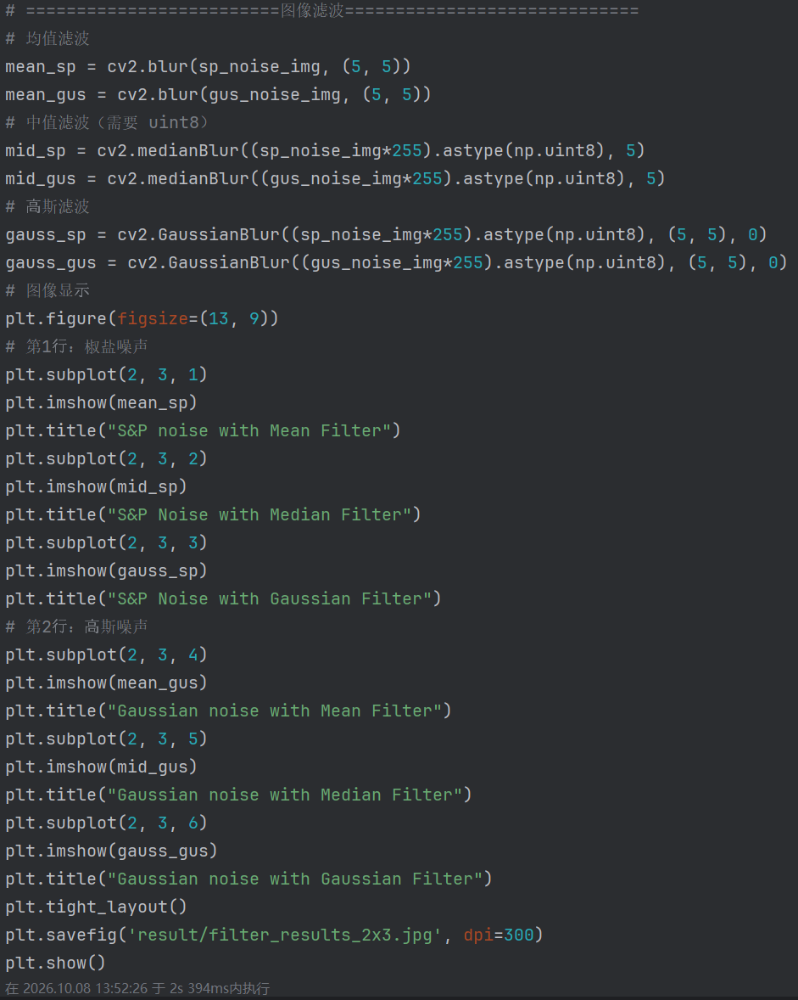 # =========================图像滤波=============================
# 均值滤波
mean_sp = cv2.blur(sp_noise_img, (5, 5))
mean_gus = cv2.blur(gus_noise_img, (5, 5))
# 中值滤波（需要 uint8）
mid_sp = cv2.medianBlur((sp_noise_img*255).astype(np.uint8), 5)
mid_gus = cv2.medianBlur((gus_noise_img*255).astype(np.uint8), 5)
# 高斯滤波
gauss_sp = cv2.GaussianBlur((sp_noise_img*255).astype(np.uint8), (5, 5), 0)
gauss_gus = cv2.GaussianBlur((gus_noise_img*255).astype(np.uint8), (5, 5), 0)
# 图像显示
plt.figure(figsize=(13, 9))
# 第1行：椒盐噪声
plt.subplot(2, 3, 1)
plt.imshow(mean_sp)
plt.title("S&P noise with Mean Filter")
plt.subplot(2, 3, 2)
plt.imshow(mid_sp)
plt.title("S&P Noise with Median Filter")
plt.subplot(2, 3, 3)
plt.imshow(gauss_sp)
plt.title("S&P Noise with Gaussian Filter")
# 第2行：高斯噪声
plt.subplot(2, 3, 4)
plt.imshow(mean_gus)
plt.title("Gaussian noise with Mean Filter")
plt.subplot(2, 3, 5)
plt.imshow(mid_gus)
plt.title("Gaussian noise with Median Filter")
plt.subplot(2, 3, 6)
plt.imshow(gauss_gus)
plt.title("Gaussian noise with Gaussian Filter")
plt.tight_layout()
plt.savefig('result/filter_results_2x3.jpg', dpi=300)
plt.show()
在 2026.10.08 13:52:26 于 2s 394ms内执行